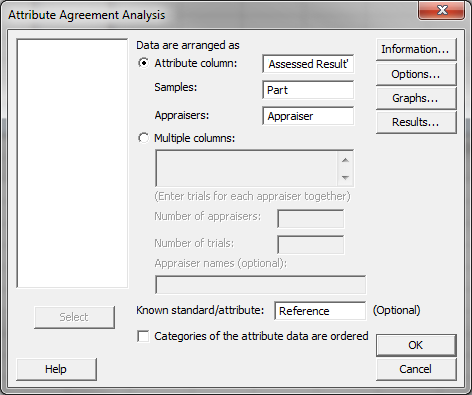 Attribute Agreement Analysis
Data are arranged as
Attribute column: Assessed Result'
Samples: Part
Appraisers: Appraiser
Multiple columns:
(Enter trials for each appraiser together)
Number of appraisers:
Number of trials:
Appraiser names (optional):
Information...
Options...
Graphs...
Results...
Select
Known standard/attribute: Reference (Optional)
Categories of the attribute data are ordered
OK
Help
Cancel